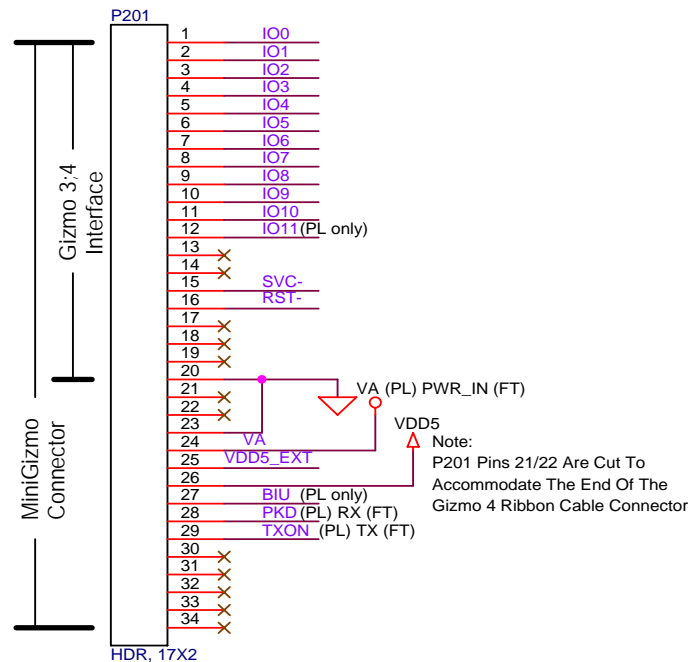 P201
1 IO0
2 IO1
3 IO2
4 IO3
5 IO4
6 IO5
7 IO6
8 IO7
9 IO8
10 IO9
11 IO10
12 IO11 (PL only)
13
14
15 SVC-
16 RST-
17
18
19
20
21
22
23
24 VA
25 VDD5_EXT
26
27 BIU (PL only)
28 PKD (PL) RX (FT)
29 TXON (PL) TX (FT)
30
31
32
33
34
HDR, 17X2
Gizmo 3;4
Interface
MiniGizmo
Connector
VA (PL) PWR_IN (FT)
VDD5
Note:
P201 Pins 21/22 Are Cut To
Accommodate The End Of The
Gizmo 4 Ribbon Cable Connector